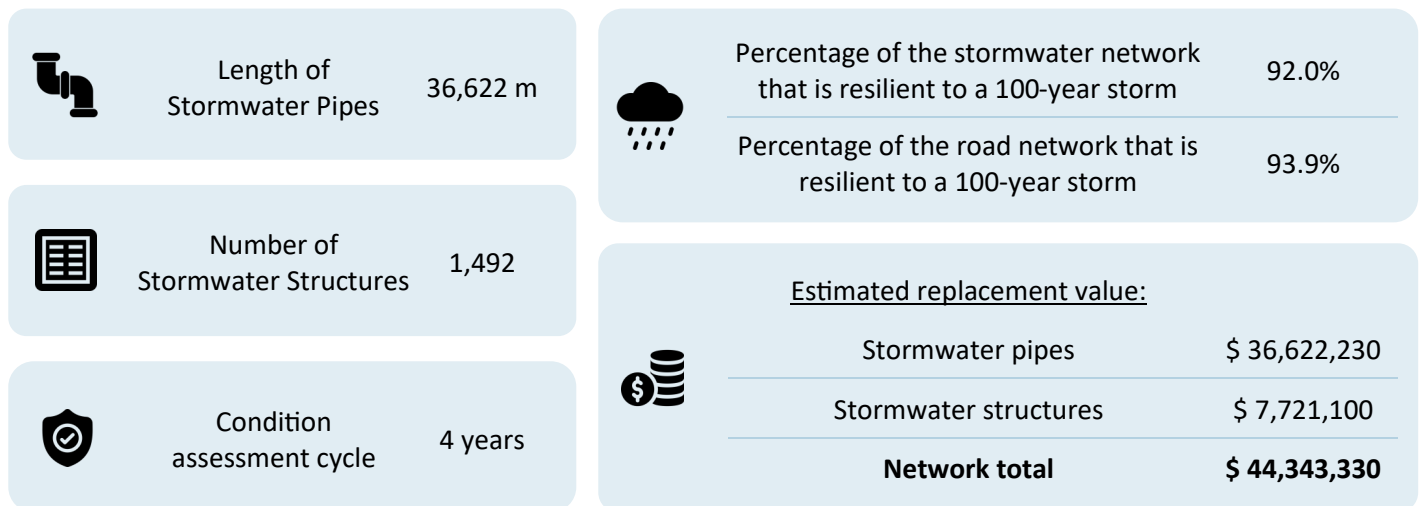 Length of
Stormwater Pipes
36,622 m
Number of
Stormwater Structures
1,492
Condition
assessment cycle
4 years
Percentage of the stormwater network
that is resilient to a 100-year storm
92.0%
Percentage of the road network that is
resilient to a 100-year storm
93.9%
Estimated replacement value:
Stormwater pipes $ 36,622,230
Stormwater structures $ 7,721,100
Network total $ 44,343,330